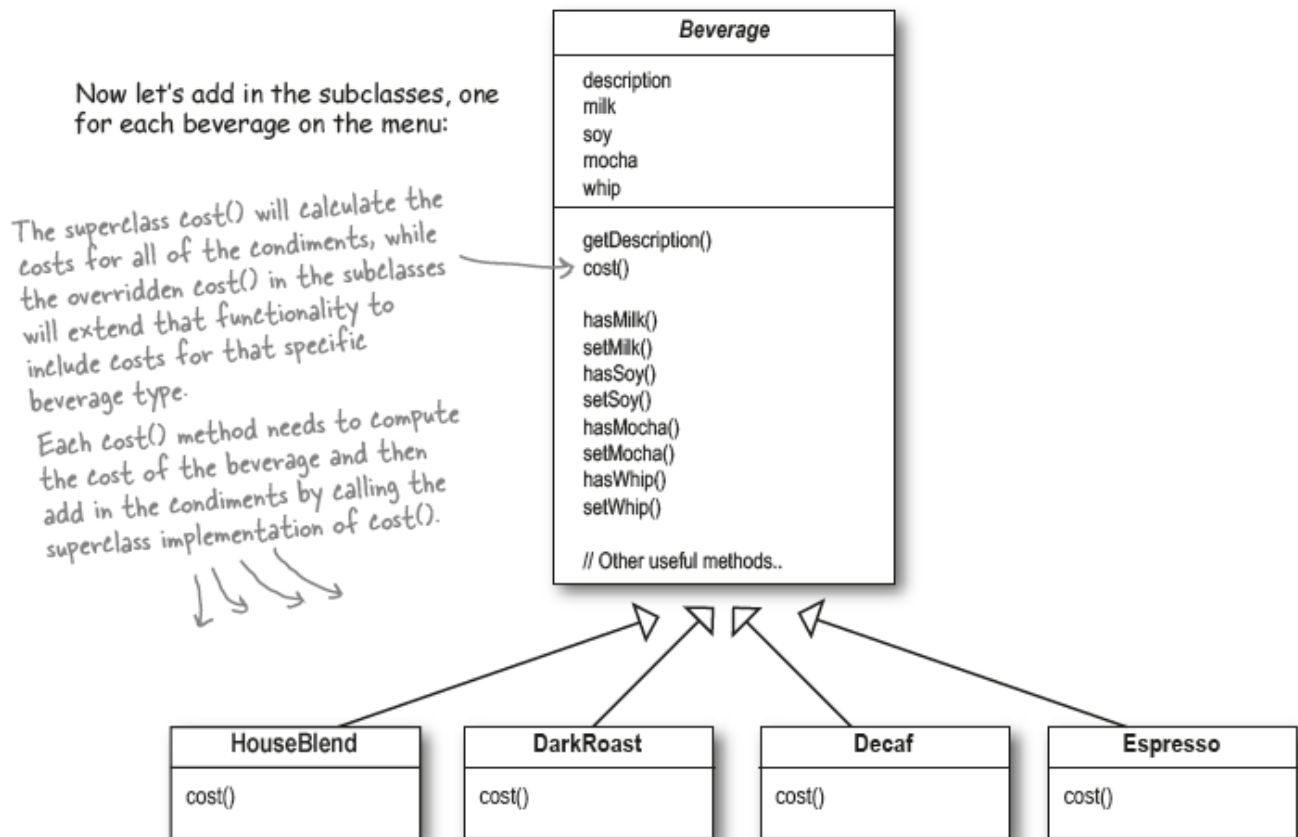 Now let's add in the subclasses, one
for each beverage on the menu:
The superclass cost() will calculate the
costs for all of the condiments, while
the overridden cost() in the subclasses
will extend that functionality to
include costs for that specific
beverage type.
Each cost() method needs to compute
the cost of the beverage and then
add in the condiments by calling the
superclass implementation of cost().
Beverage
description
milk
soy
mocha
whip
getDescription()
cost()
hasMilk()
setMilk()
hasSoy()
setSoy()
hasMocha()
setMocha()
hasWhip()
setWhip()
// Other useful methods..
HouseBlend
cost()
DarkRoast
cost()
Decaf
cost()
Espresso
cost()